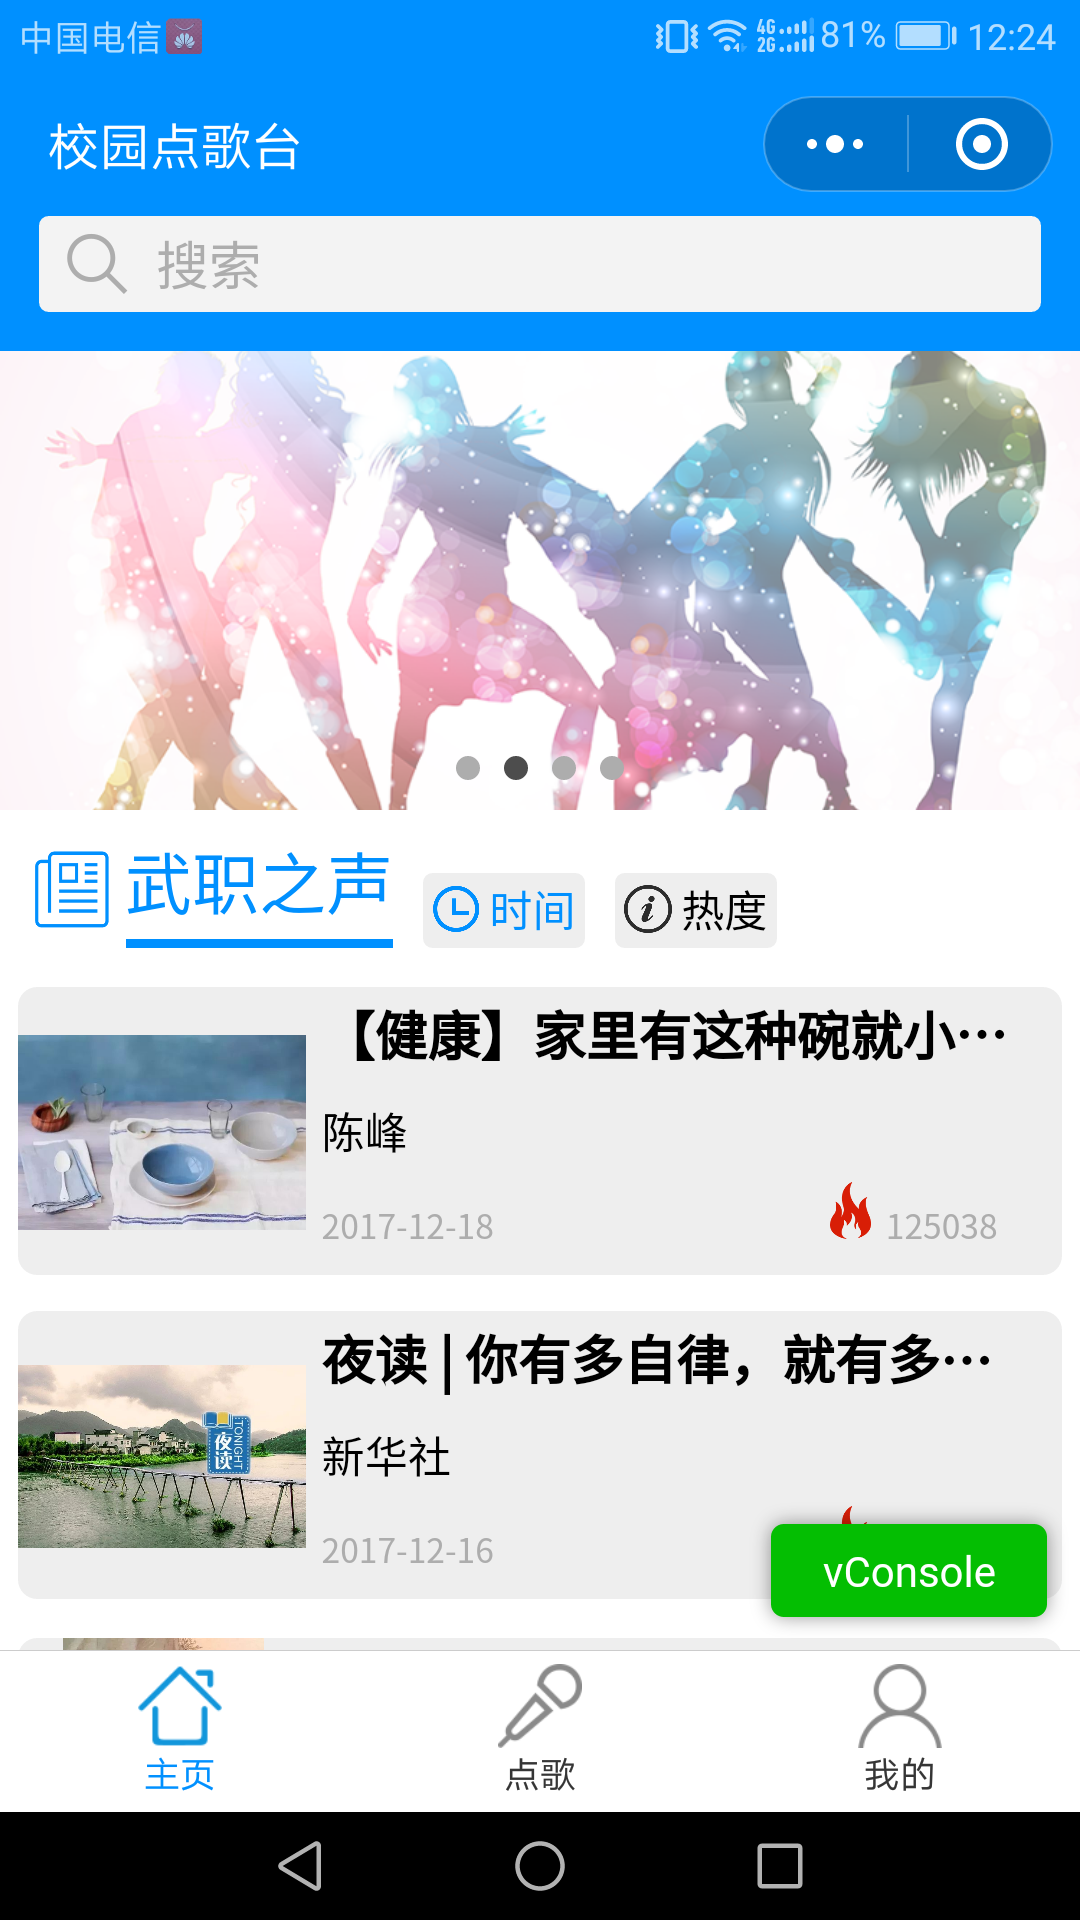 中国电信 4G 2G 81% 12:24
校园点歌台
搜索
武职之声 时间 热度
【健康】家里有这种碗就小…
陈峰
2017-12-18 125038
夜读 | 你有多自律，就有多…
TONIGHT 夜读
新华社
2017-12-16
vConsole
主页 点歌 我的